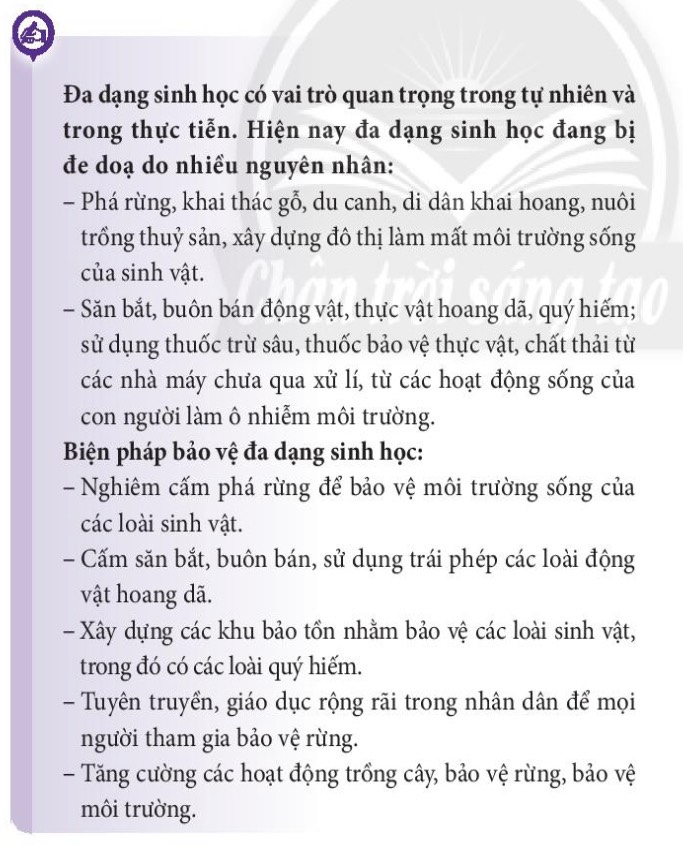 Đa dạng sinh học có vai trò quan trọng trong tự nhiên và
trong thực tiễn. Hiện nay đa dạng sinh học đang bị
đe doạ do nhiều nguyên nhân:
– Phá rừng, khai thác gỗ, du canh, di dân khai hoang, nuôi
trồng thuỷ sản, xây dựng đô thị làm mất môi trường sống
của sinh vật.
– Săn bắt, buôn bán động vật, thực vật hoang dã, quý hiếm;
sử dụng thuốc trừ sâu, thuốc bảo vệ thực vật, chất thải từ
các nhà máy chưa qua xử lí, từ các hoạt động sống của
con người làm ô nhiễm môi trường.
Biện pháp bảo vệ đa dạng sinh học:
– Nghiêm cấm phá rừng để bảo vệ môi trường sống của
các loài sinh vật.
– Cấm săn bắt, buôn bán, sử dụng trái phép các loài động
vật hoang dã.
– Xây dựng các khu bảo tồn nhằm bảo vệ các loài sinh vật,
trong đó có các loài quý hiếm.
– Tuyên truyền, giáo dục rộng rãi trong nhân dân để mọi
người tham gia bảo vệ rừng.
– Tăng cường các hoạt động trồng cây, bảo vệ rừng, bảo vệ
môi trường.
Chân trời sáng tạo